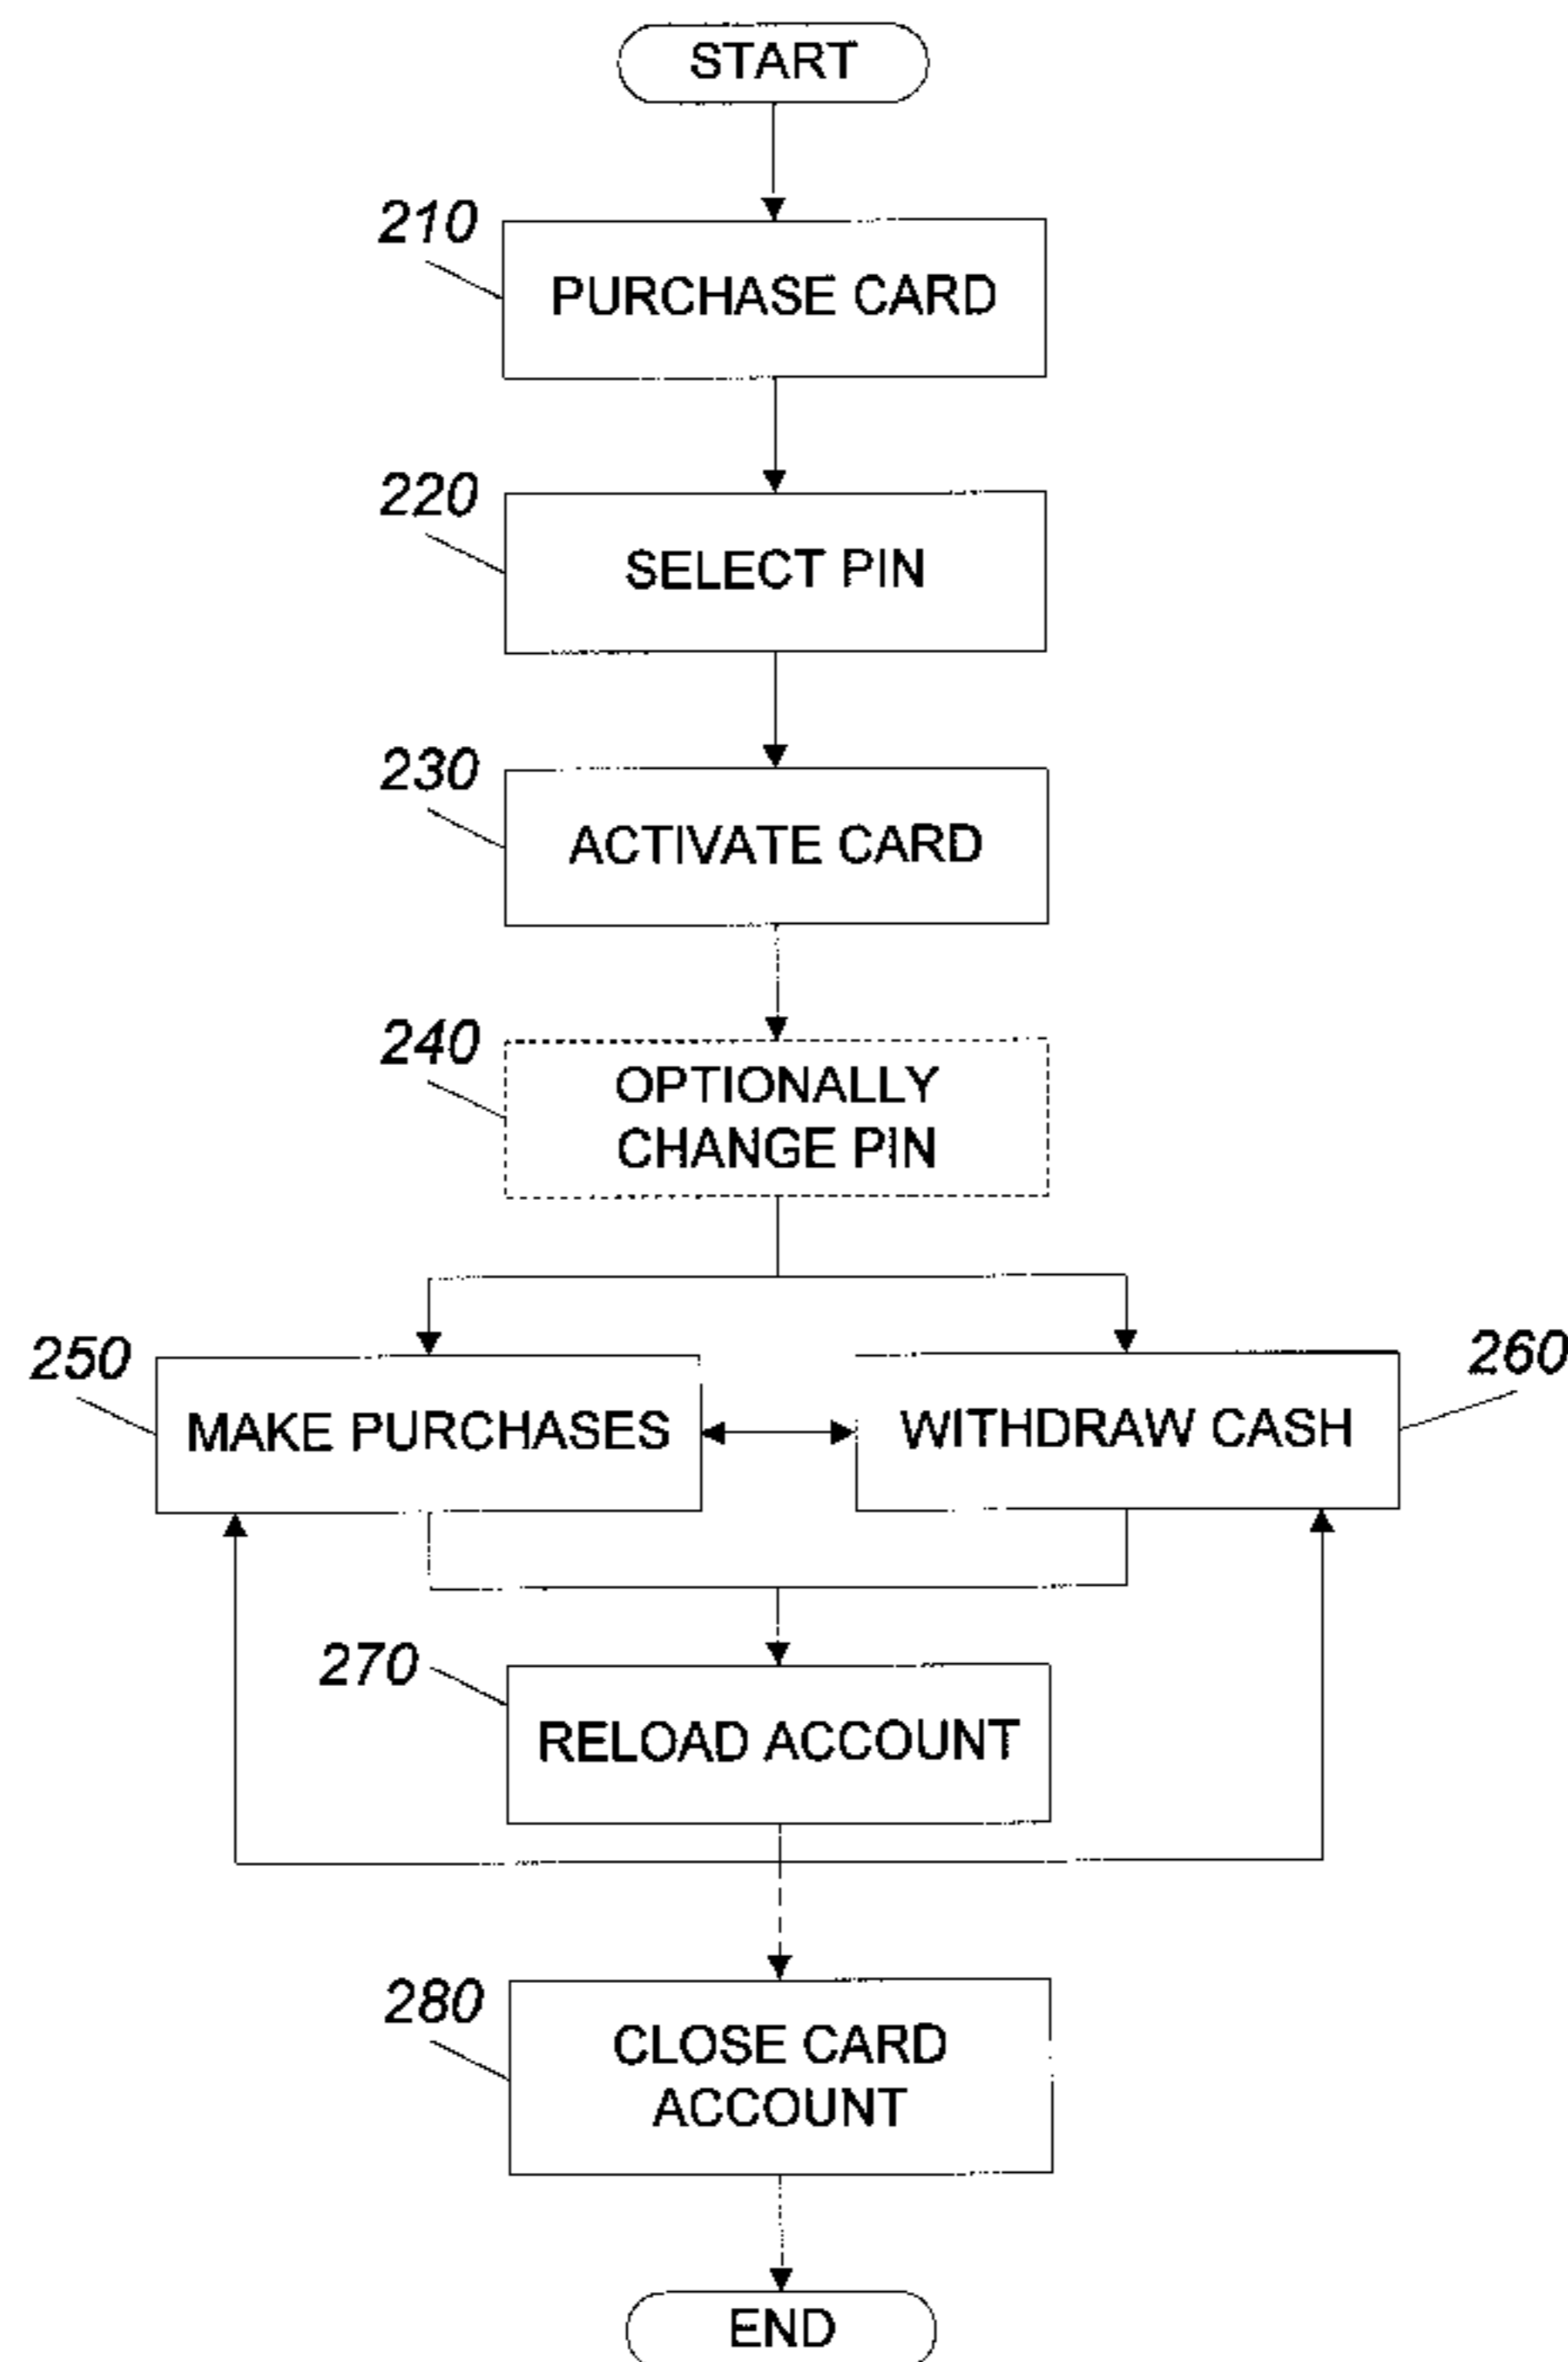 START
210
PURCHASE CARD
220
SELECT PIN
230
ACTIVATE CARD
240
OPTIONALLY
CHANGE PIN
250
MAKE PURCHASES
260
WITHDRAW CASH
270
RELOAD ACCOUNT
280
CLOSE CARD
ACCOUNT
END